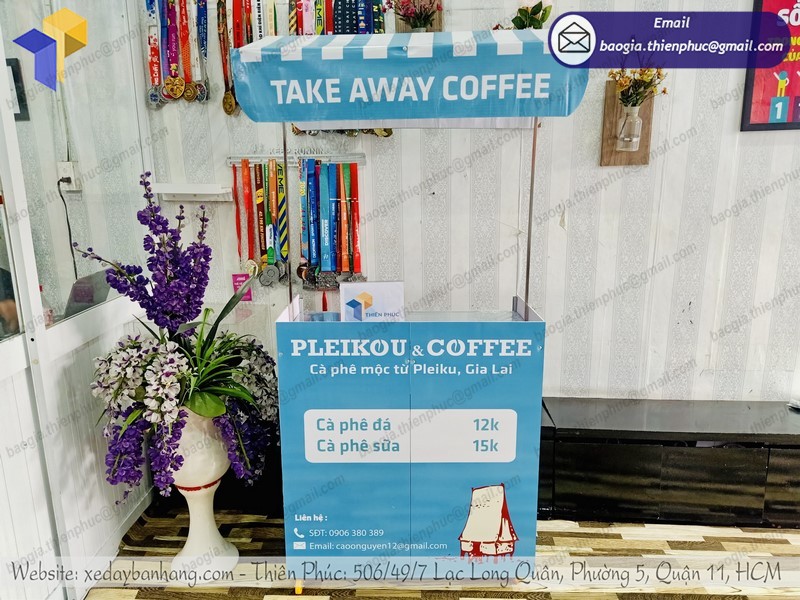 Email
baogia.thienphuc@gmail.com
TAKE AWAY COFFEE
1
THIÊN PHÚC
PLEIKOU & COFFEE
Cà phê mộc từ Pleiku, Gia Lai
Cà phê đá 12k
Cà phê sữa 15k
Liên hệ :
SĐT: 0906 380 389
Email: caoonguyen12@gmail.com
Website: xedaybanhang.com - Thiên Phúc: 506/49/7 Lạc Long Quân, Phường 5, Quận 11, HCM